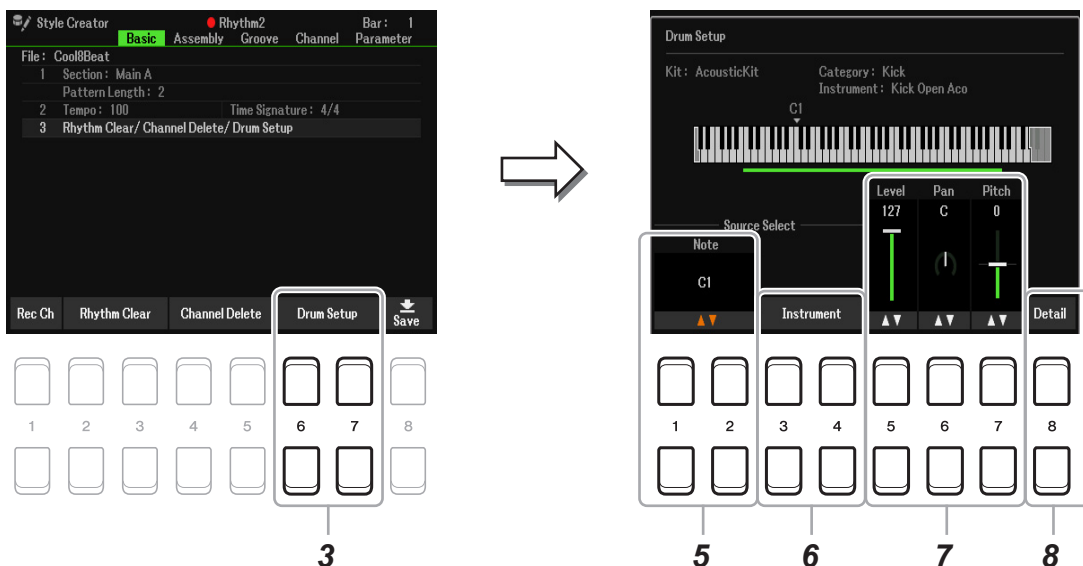 Style Creator Rhythm2 Bar: 1
Basic Assembly Groove Channel Parameter
File: Cool8Beat
1 Section: Main A
Pattern Length: 2
2 Tempo: 100 Time Signature: 4/4
3 Rhythm Clear/ Channel Delete/ Drum Setup
Rec Ch Rhythm Clear Channel Delete Drum Setup Save
1 2 3 4 5 6 7 8
3
Drum Setup
Kit: AcousticKit Category: Kick
Instrument: Kick Open Aco
C1
Level Pan Pitch
127 C 0
Source Select
Note
C1
Instrument Detail
1 2 3 4 5 6 7 8
5 6 7 8